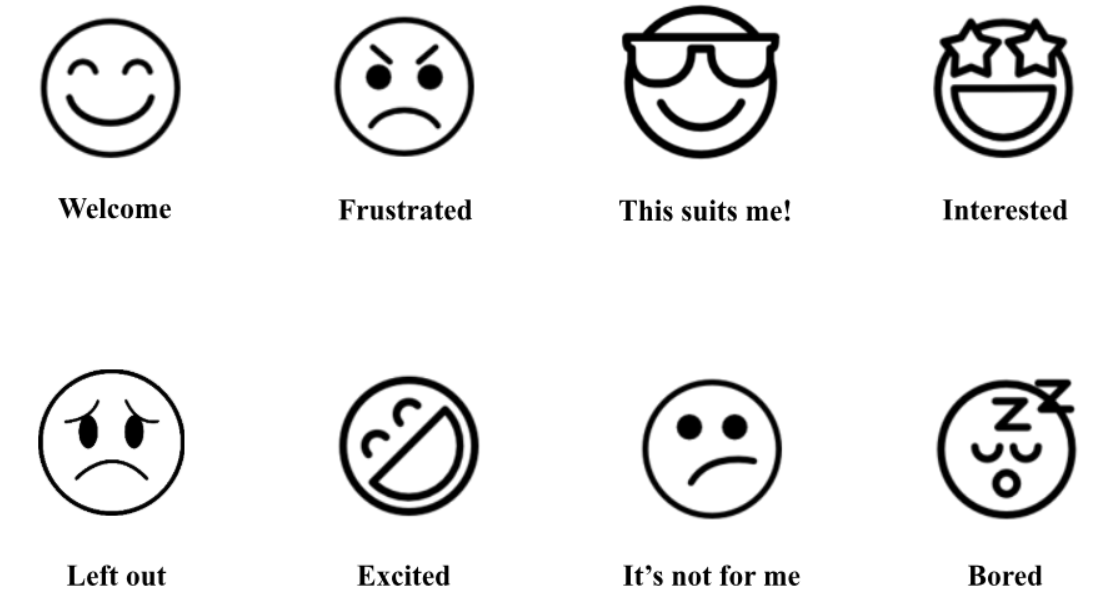 Welcome
Frustrated
This suits me!
Interested
Z
Z
Left out
Excited
It's not for me
Bored